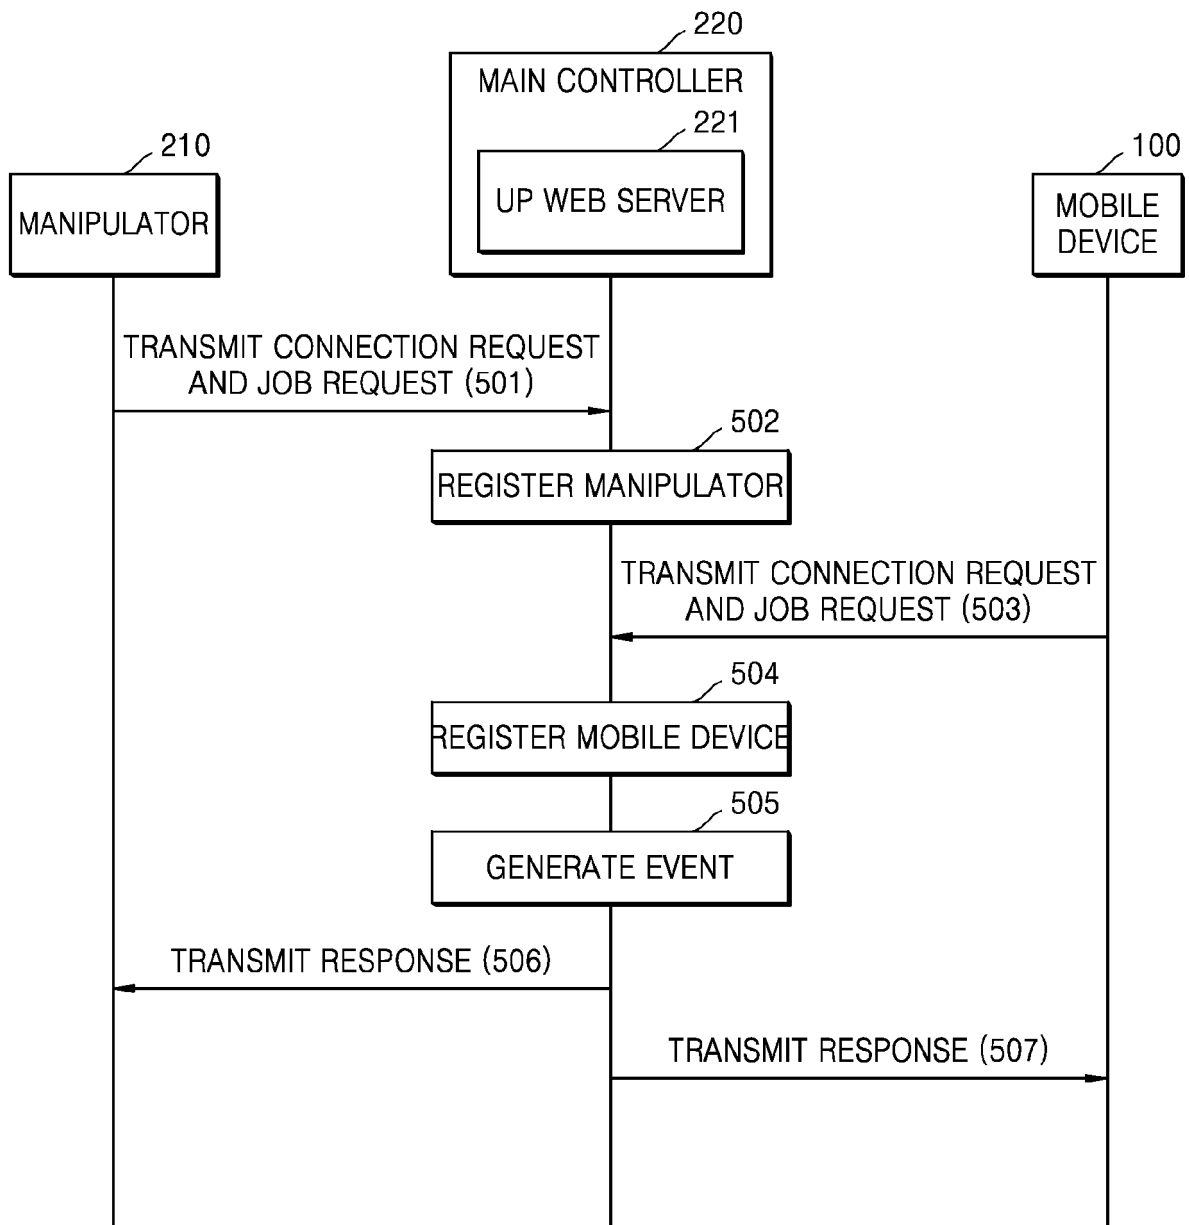 220
MAIN CONTROLLER
221
UP WEB SERVER
210
MANIPULATOR
100
MOBILE
DEVICE
TRANSMIT CONNECTION REQUEST
AND JOB REQUEST (501)
502
REGISTER MANIPULATOR
TRANSMIT CONNECTION REQUEST
AND JOB REQUEST (503)
504
REGISTER MOBILE DEVICE
505
GENERATE EVENT
TRANSMIT RESPONSE (506)
TRANSMIT RESPONSE (507)